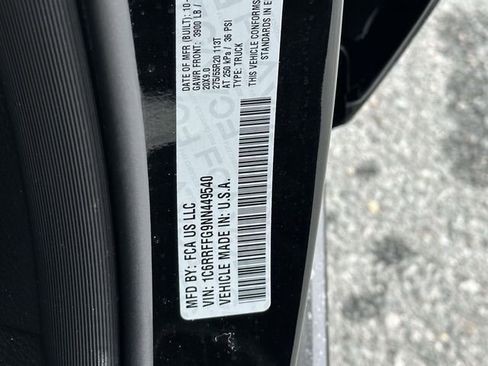 DATE OF MFR (BUILT): 10-
GAWR FRONT: 3900 LB /
20X9.0
275/55R20 113T
AT 250 kPa / 36 PSI
TYPE: TRUCK
THIS VEHICLE CONFORMS
STANDARDS IN E
MFD BY: FCA US LLC
VIN: 1C6RRFFG9NN449540
VEHICLE MADE IN: U.S.A.